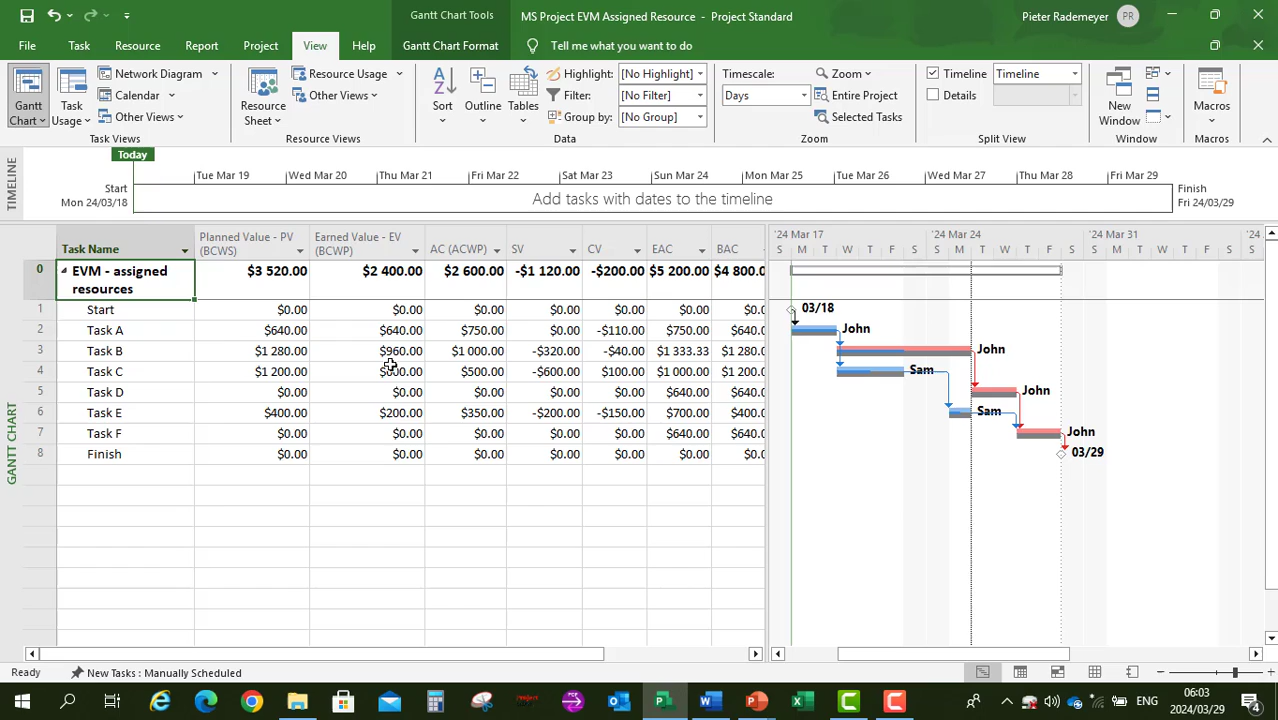 MS Project EVM Assigned Resource - Project Standard
Gantt Chart Tools
Pieter Rademeyer PR
File Task Resource Report Project View Help Gantt Chart Format Tell me what you want to do
Gantt Chart
Task Usage
Network Diagram
Calendar
Other Views
Task Views
Resource Sheet
Resource Usage
Other Views
Resource Views
Sort
Outline
Tables
Highlight: [No Highlight]
Filter: [No Filter]
Group by: [No Group]
Data
Timescale:
Days
Zoom
Entire Project
Selected Tasks
Zoom
Timeline Timeline
Details
Split View
New Window
Window
Macros
Macros
TIMELINE
Today
Tue Mar 19 Wed Mar 20 Thu Mar 21 Fri Mar 22 Sat Mar 23 Sun Mar 24 Mon Mar 25 Tue Mar 26 Wed Mar 27 Thu Mar 28 Fri Mar 29
Start
Mon 24/03/18
Add tasks with dates to the timeline
Finish
Fri 24/03/29
GANTT CHART
Task Name
Planned Value - PV (BCWS)
Earned Value - EV (BCWP)
AC (ACWP) SV CV EAC BAC
'24 Mar 17 '24 Mar 24 '24 Mar 31 '24
S M T W T F S S M T W T F S S M T W T F S S
0 EVM - assigned resources $3 520.00 $2 400.00 $2 600.00 -$1 120.00 -$200.00 $5 200.00 $4 800.0
1 Start $0.00 $0.00 $0.00 $0.00 $0.00 $0.00 $0.0
03/18
2 Task A $640.00 $640.00 $750.00 $0.00 -$110.00 $750.00 $640.0
John
3 Task B $1 280.00 $960.00 $1 000.00 -$320.00 -$40.00 $1 333.33 $1 280.0
John
4 Task C $1 200.00 $500.00 -$600.00 $100.00 $1 000.00 $1 200.0
Sam
5 Task D $0.00 $0.00 $0.00 $0.00 $0.00 $640.00 $640.0
John
6 Task E $400.00 $200.00 $350.00 -$200.00 -$150.00 $700.00 $400.0
Sam
7 Task F $0.00 $0.00 $0.00 $0.00 $0.00 $640.00 $640.0
John
8 Finish $0.00 $0.00 $0.00 $0.00 $0.00 $0.00 $0.0
03/29
Ready New Tasks : Manually Scheduled
ENG
06:03
2024/03/29
4